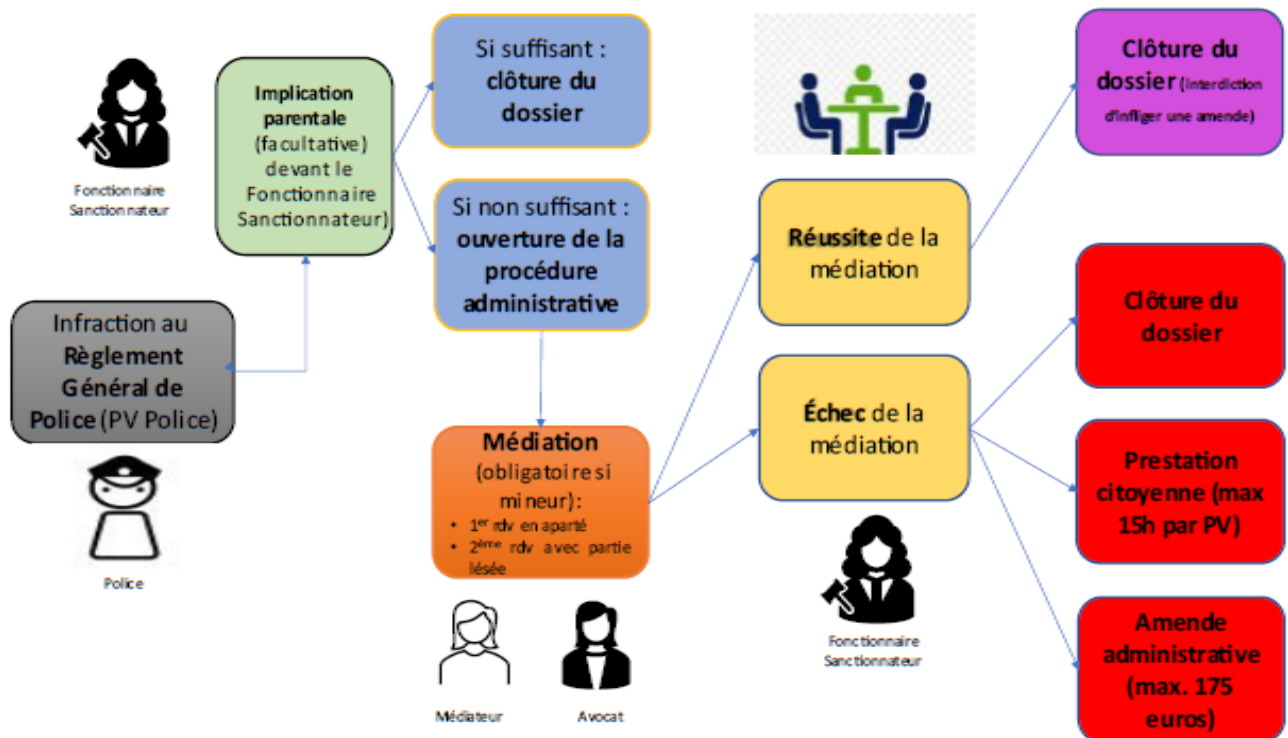 Fonctionnaire
Sanctionnateur
Infraction au
Règlement
Général de
Police (PV Police)
Police
Implication
parentale
(facultative)
devant le
Fonctionnaire
Sanctionnateur)
Si suffisant :
clôture du
dossier
Si non suffisant :
ouverture de la
procédure
administrative
Médiation
(obligatoire si
mineur):
• 1er rdv en aparté
• 2ème rdv avec partie
lésée
Médiateur
Avocat
Réussite de la
médiation
Échec de la
médiation
Fonctionnaire
Sanctionnateur
Clôture du
dossier (interdiction
d'infliger une amende)
Clôture du
dossier
Prestation
citoyenne (max
15h par PV)
Amende
administrative
(max. 175
euros)